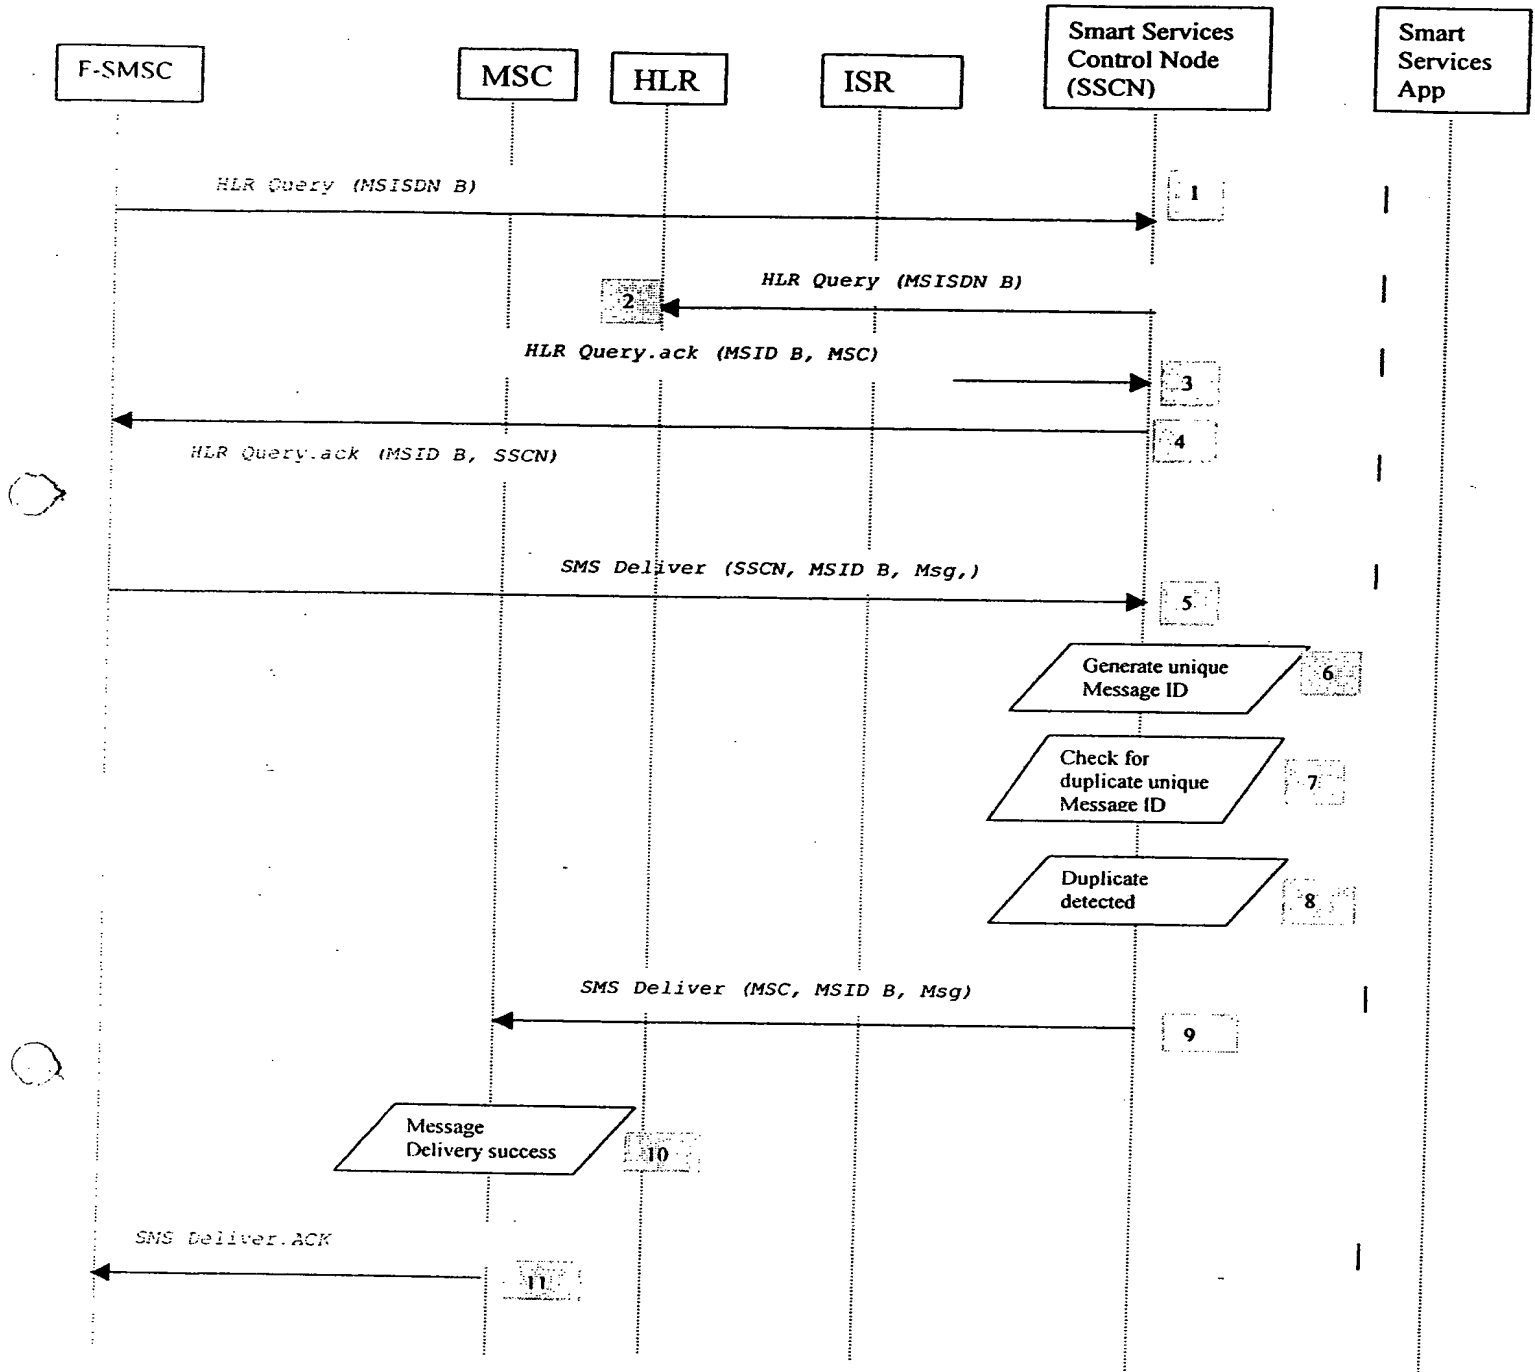 F-SMSC
MSC
HLR
ISR
Smart Services
Control Node
(SSCN)
Smart
Services
App
HLR Query (MSISDN B)
1
HLR Query (MSISDN B)
2
HLR Query.ack (MSID B, MSC)
3
4
HLR Query.ack (MSID B, SSCN)
SMS Deliver (SSCN, MSID B, Msg,)
5
Generate unique
Message ID
6
Check for
duplicate unique
Message ID
7
Duplicate
detected
8
SMS Deliver (MSC, MSID B, Msg)
9
Message
Delivery success
10
SMS Deliver.ACK
11